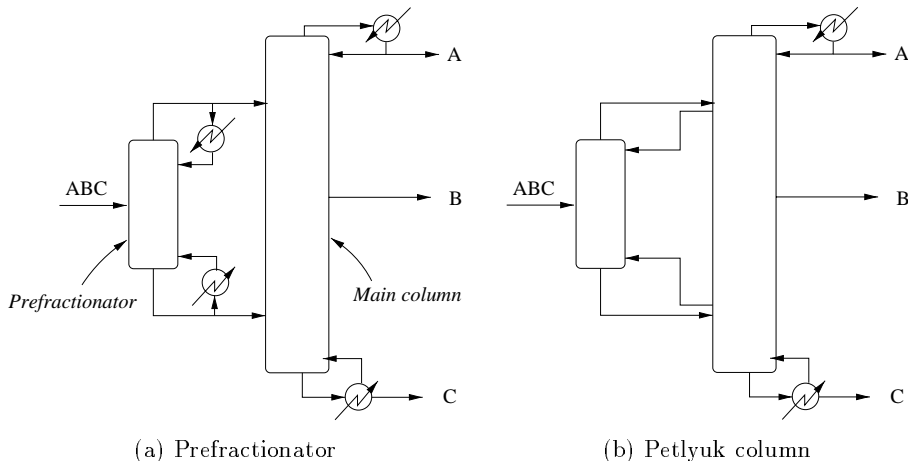 A
A
ABC
B
ABC
B
Prefractionator
Main column
C
C
(a) Prefractionator
(b) Petlyuk column